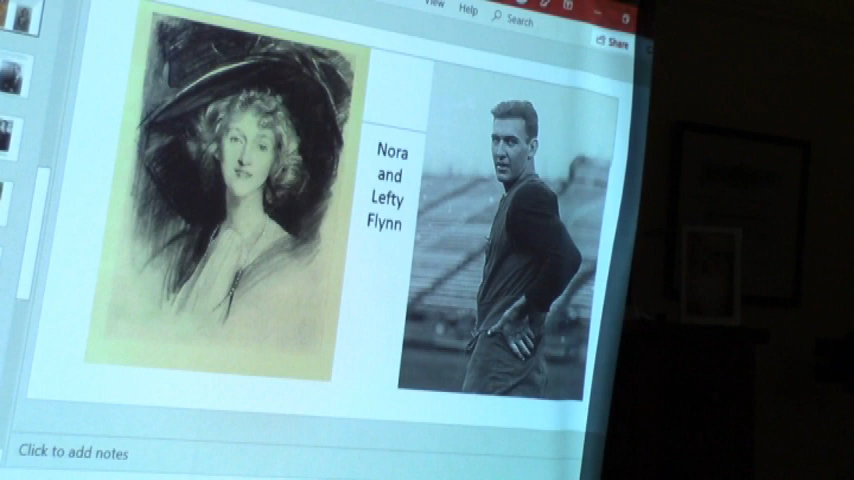 View Help Search
Share
Nora
and
Lefty
Flynn
Click to add notes